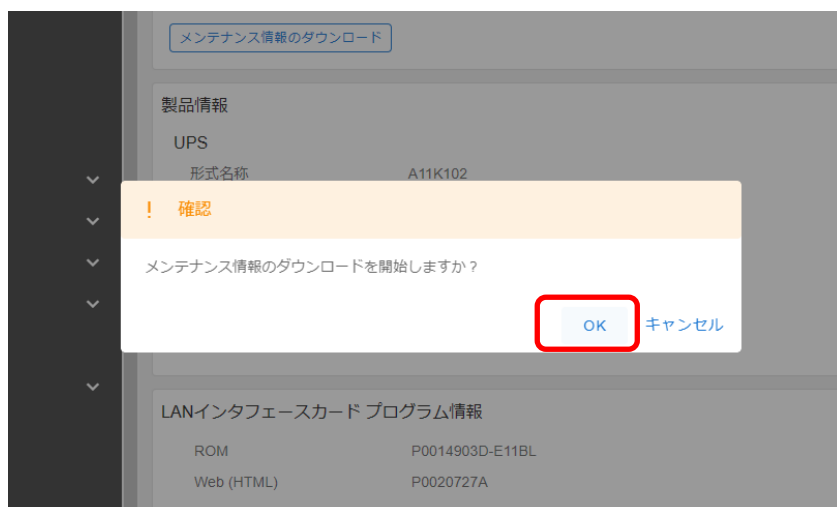 メンテナンス情報のダウンロード
製品情報
UPS
形式名称 A11K102
! 確認
メンテナンス情報のダウンロードを開始しますか？
OK キャンセル
LANインタフェースカード プログラム情報
ROM P0014903D-E11BL
Web (HTML) P0020727A